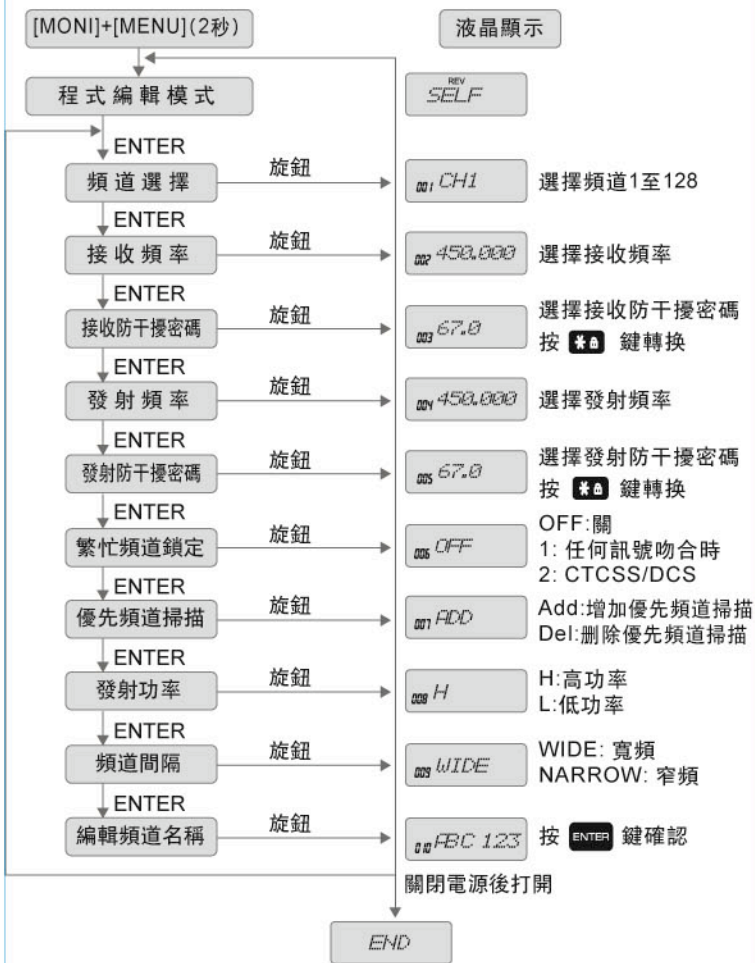 [MONI]+[MENU](2秒) 液晶顯示
程式編輯模式 REV SELF
ENTER
頻道選擇 旋鈕 001 CH1 選擇頻道1至128
ENTER
接收頻率 旋鈕 002 450.000 選擇接收頻率
ENTER
接收防干擾密碼 旋鈕 003 67.0 選擇接收防干擾密碼
按 * 鍵轉换
ENTER
發射頻率 旋鈕 004 450.000 選擇發射頻率
ENTER
發射防干擾密碼 旋鈕 005 67.0 選擇發射防干擾密碼
按 * 鍵轉换
ENTER
繁忙頻道鎖定 旋鈕 006 OFF OFF:關
1: 任何訊號吻合時
2: CTCSS/DCS
ENTER
優先頻道掃描 旋鈕 007 ADD Add:增加優先頻道掃描
Del:删除優先頻道掃描
ENTER
發射功率 旋鈕 008 H H:高功率
L:低功率
ENTER
頻道間隔 旋鈕 009 WIDE WIDE: 寬頻
NARROW: 窄頻
ENTER
編輯頻道名稱 旋鈕 010 ABC 123 按 ENTER 鍵確認
關閉電源後打開
END